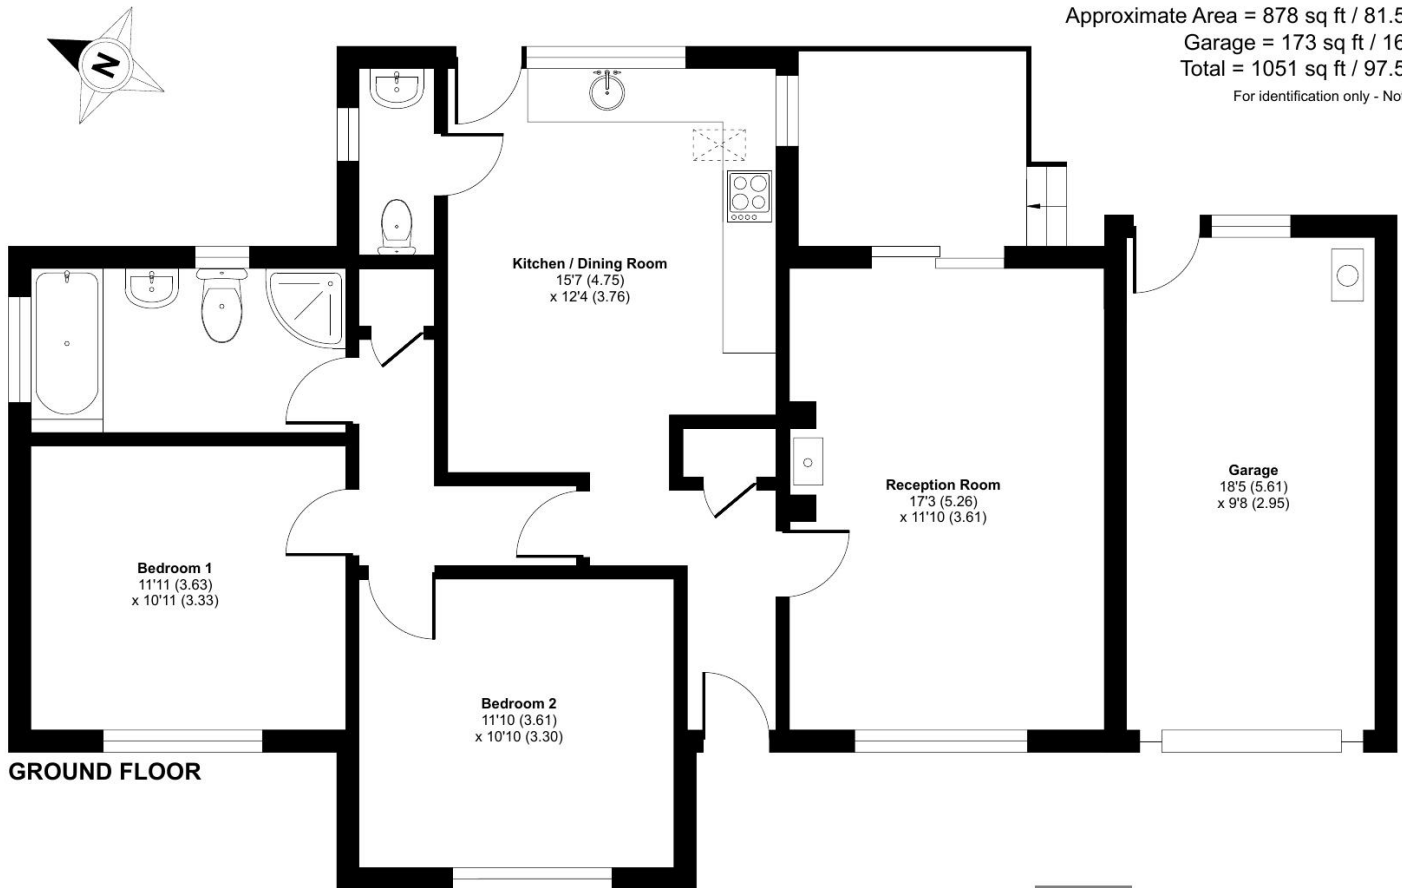 Approximate Area = 878 sq ft / 81.5
Garage = 173 sq ft / 16
Total = 1051 sq ft / 97.5
For identification only - No
N
Kitchen / Dining Room
15'7 (4.75)
x 12'4 (3.76)
Reception Room
17'3 (5.26)
x 11'10 (3.61)
Garage
18'5 (5.61)
x 9'8 (2.95)
Bedroom 1
11'11 (3.63)
x 10'11 (3.33)
Bedroom 2
11'10 (3.61)
x 10'10 (3.30)
GROUND FLOOR